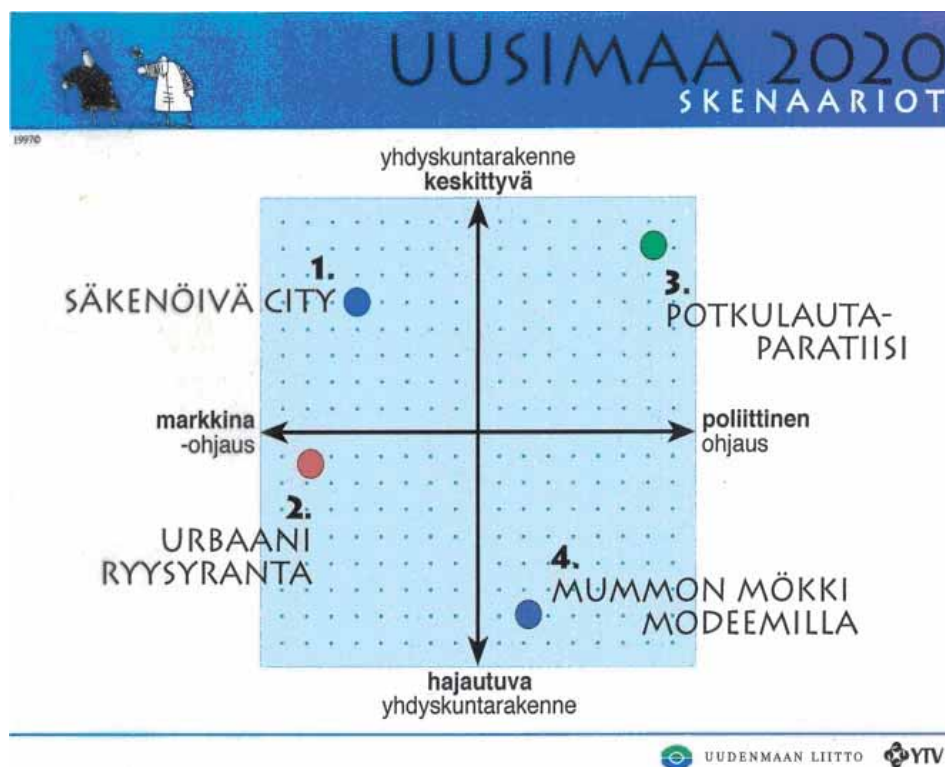 UUSIMAA 2020
SKENAARIOT
1997©
yhdyskuntarakenne
keskittyvä
1.
SÄKENÖIVÄ CITY
3.
POTKULAUTA-
PARATIISI
markkina
-ohjaus
poliittinen
ohjaus
2.
URBAANI
RYYSYRANTA
4.
MUMMON MÖKKI
MODEEMILLA
hajautuva
yhdyskuntarakenne
UUDENMAAN LIITTO
YTV